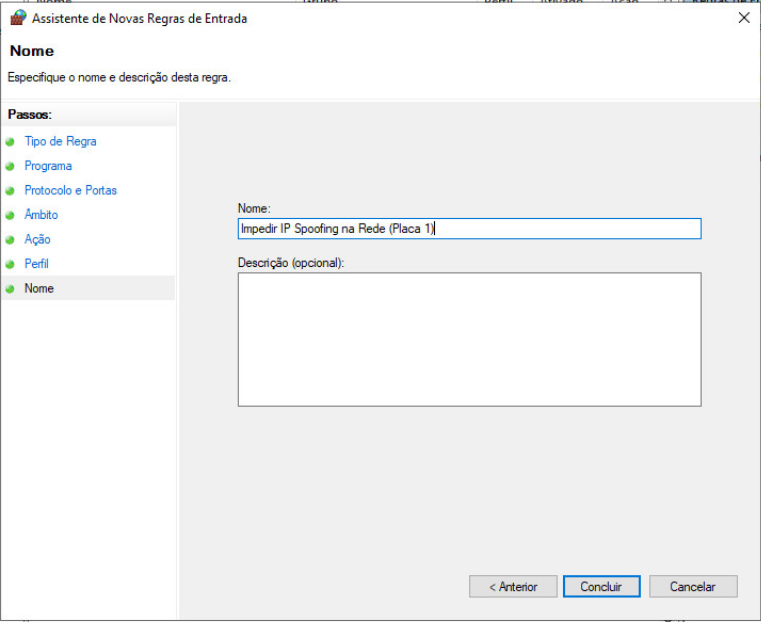 Assistente de Novas Regras de Entrada
Nome
Especifique o nome e descrição desta regra.
Passos:
Tipo de Regra
Programa
Protocolo e Portas
Âmbito
Ação
Perfil
Nome
Nome:
Impedir IP Spoofing na Rede (Placa 1)
Descrição (opcional):
< Anterior
Concluir
Cancelar